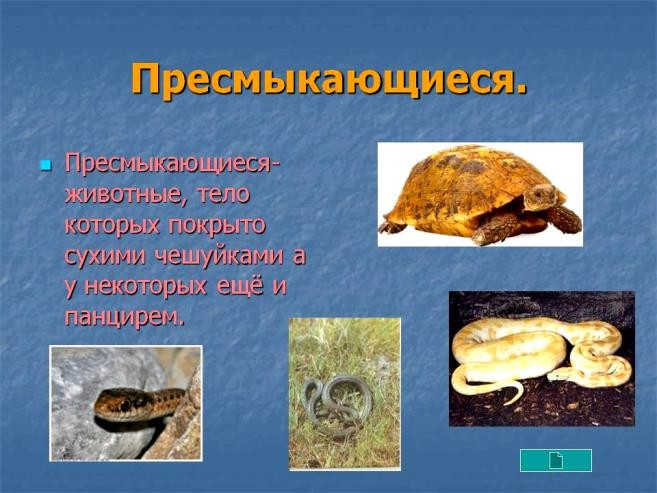 Пресмыкающиеся.
Пресмыкающиеся-
животные, тело
которых покрыто
сухими чешуйками а
у некоторых ещё и
панцирем.